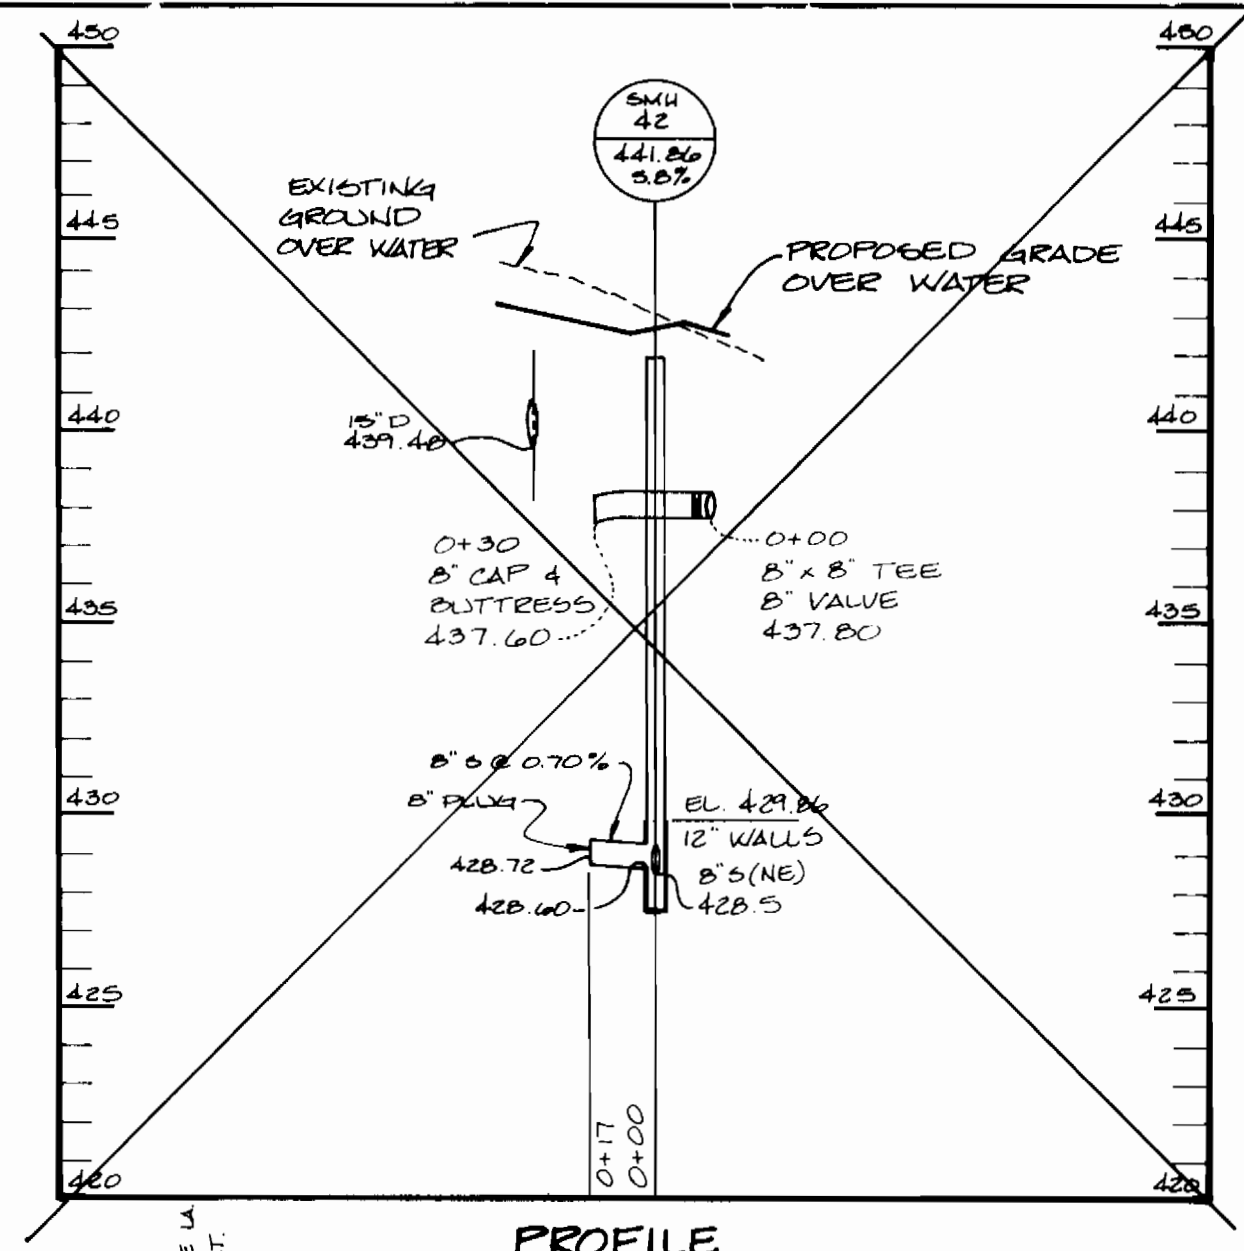 450
450
SMH
42
441.86
5.8%
EXISTING
GROUND
OVER WATER
445
445
PROPOSED GRADE
OVER WATER
440
440
15" D
439.48
0+30
8" CAP &
BUTTRESS
437.60
0+00
8" x 8" TEE
8" VALVE
437.80
435
435
8" S @ 0.70%
8" PLUG
430
430
EL. 429.86
12" WALLS
8" S (NE)
428.5
428.72
428.60
425
425
0+17
0+00
420
420
PROFILE